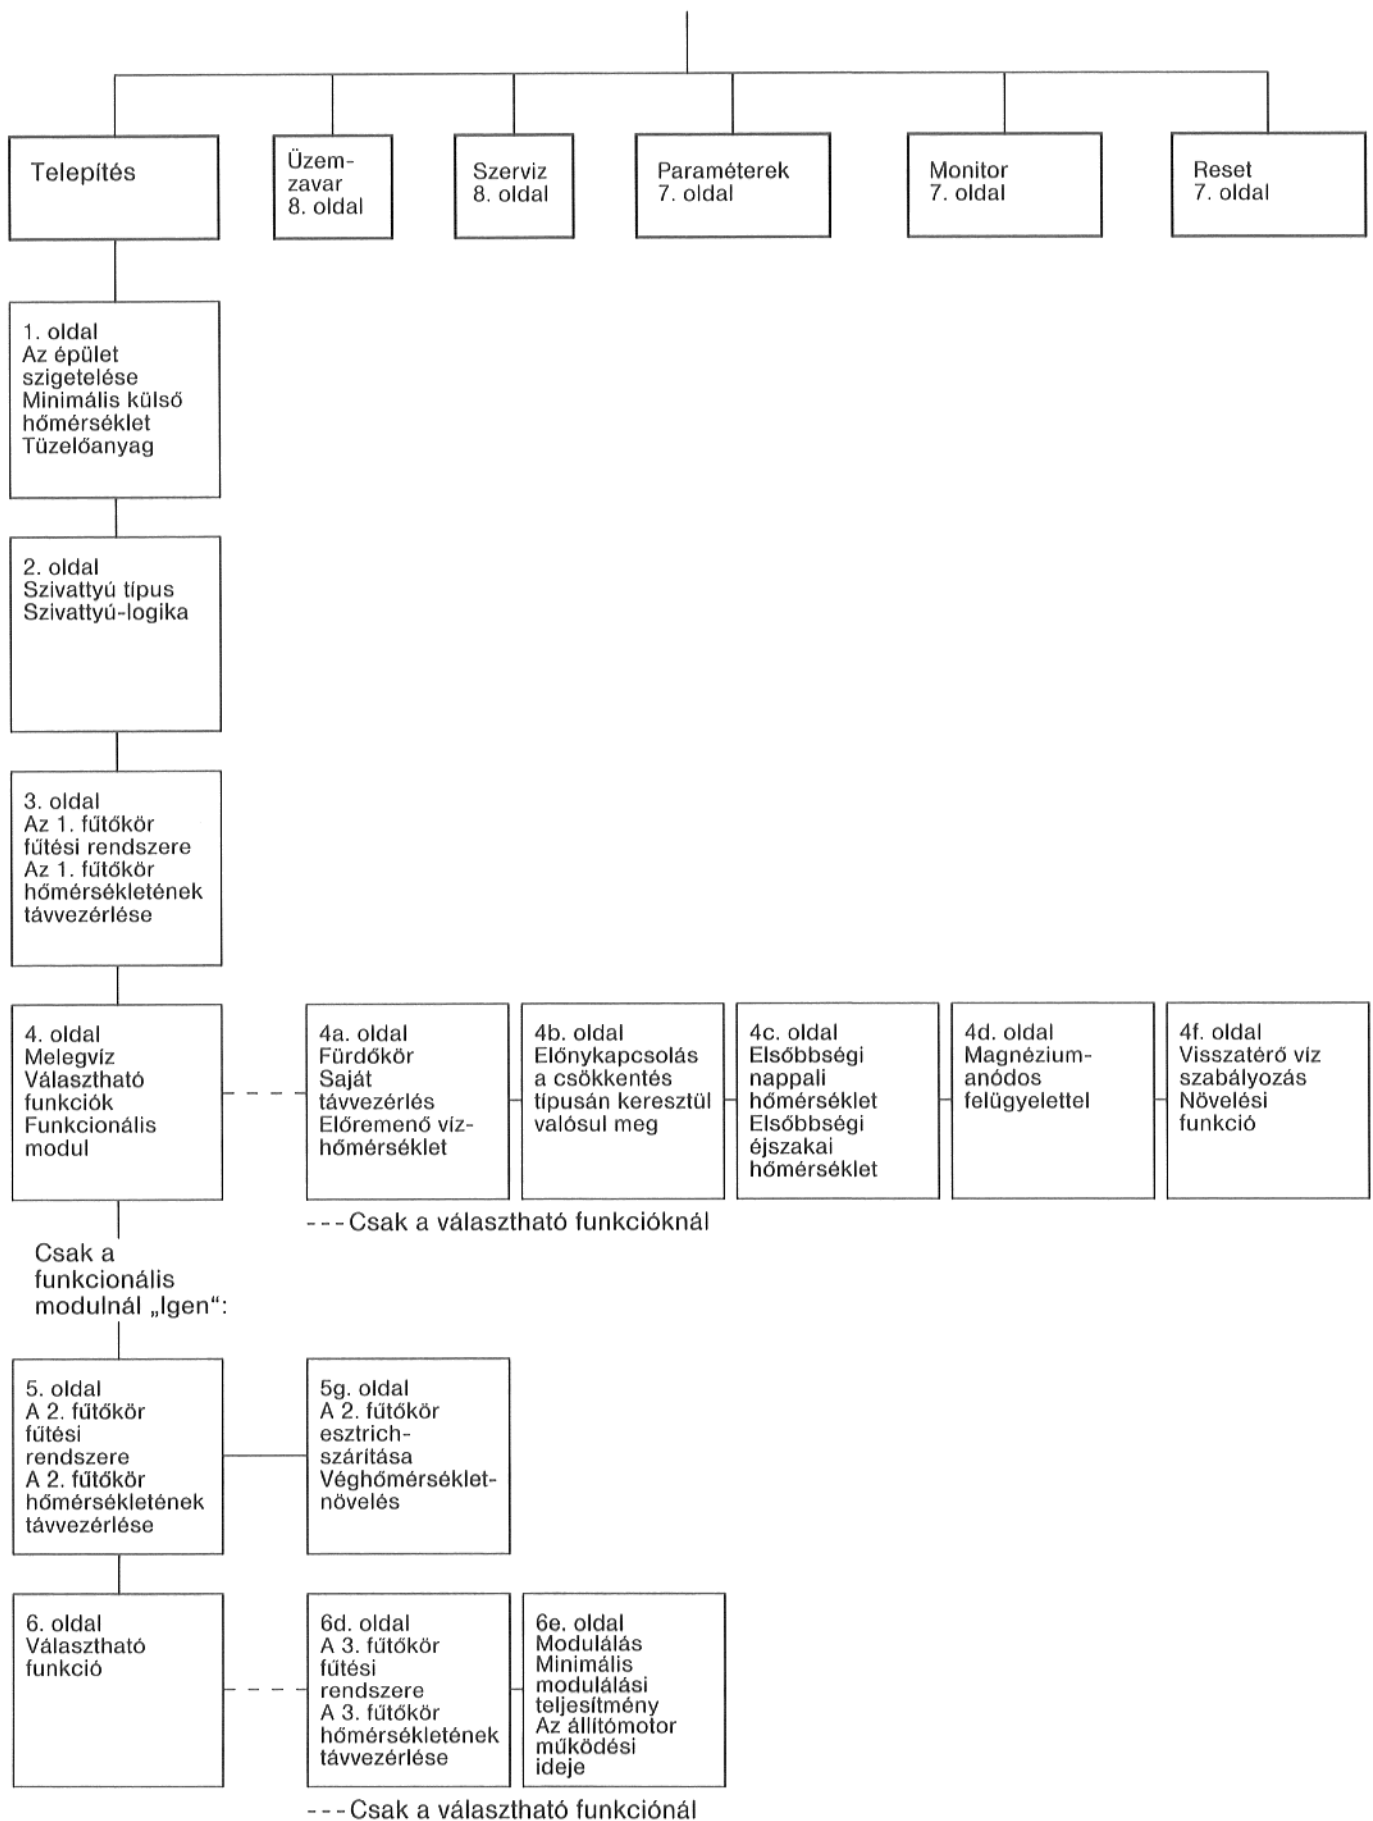 Telepítés
Üzem-
zavar
8. oldal
Szerviz
8. oldal
Paraméterek
7. oldal
Monitor
7. oldal
Reset
7. oldal
1. oldal
Az épület
szigetelése
Minimális külső
hőmérséklet
Tüzelőanyag
2. oldal
Szivattyú típus
Szivattyú-logika
3. oldal
Az 1. fűtőkör
fűtési rendszere
Az 1. fűtőkör
hőmérsékletének
távvezérlése
4. oldal
Melegvíz
Választható
funkciók
Funkcionális
modul
4a. oldal
Fürdőkör
Saját
távvezérlés
Előremenő víz-
hőmérséklet
4b. oldal
Előnykapcsolás
a csökkentés
típusán keresztül
valósul meg
4c. oldal
Elsőbbségi
nappali
hőmérséklet
Elsőbbségi
éjszakai
hőmérséklet
4d. oldal
Magnézium-
anódos
felügyelettel
4f. oldal
Visszatérő víz
szabályozás
Növelési
funkció
---Csak a választható funkcióknál
Csak a
funkcionális
modulnál „Igen“:
5. oldal
A 2. fűtőkör
fűtési
rendszere
A 2. fűtőkör
hőmérsékletének
távvezérlése
5g. oldal
A 2. fűtőkör
esztrich-
szárítása
Véghőmérséklet-
növelés
6. oldal
Választható
funkció
6d. oldal
A 3. fűtőkör
fűtési
rendszere
A 3. fűtőkör
hőmérsékletének
távvezérlése
6e. oldal
Modulálás
Minimális
modulálási
teljesítmény
Az állítómotor
működési
ideje
---Csak a választható funkciónál